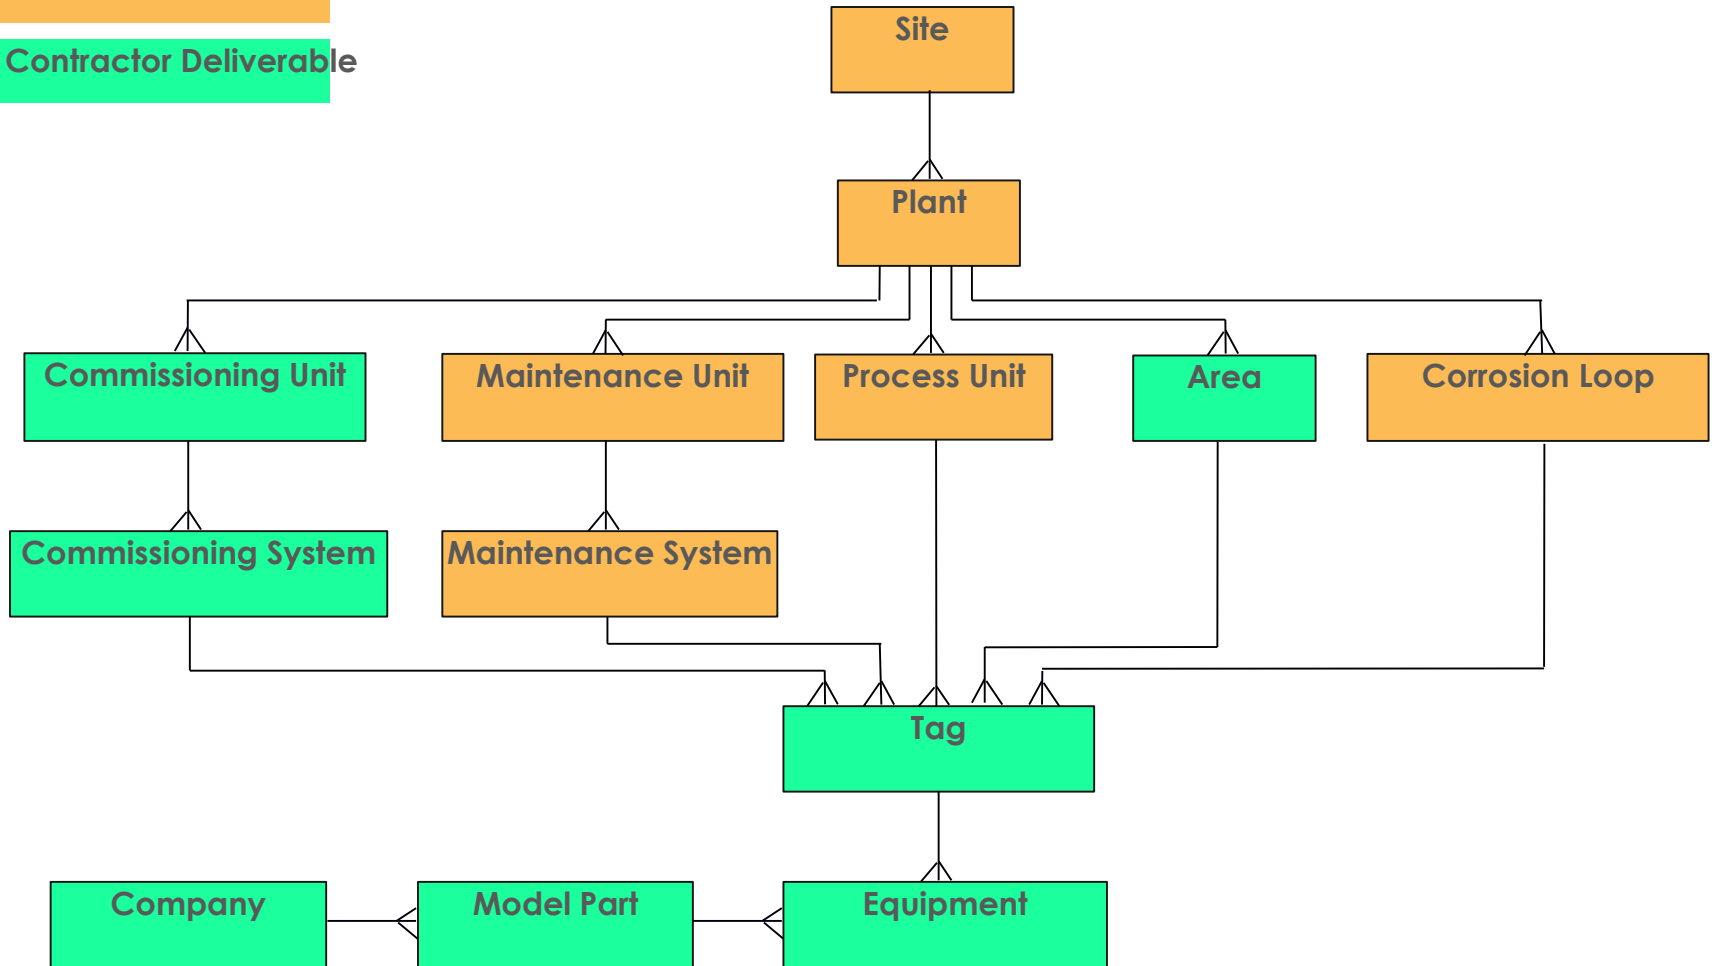 Contractor Deliverable
Site
Plant
Commissioning Unit
Maintenance Unit
Process Unit
Area
Corrosion Loop
Commissioning System
Maintenance System
Tag
Company
Model Part
Equipment